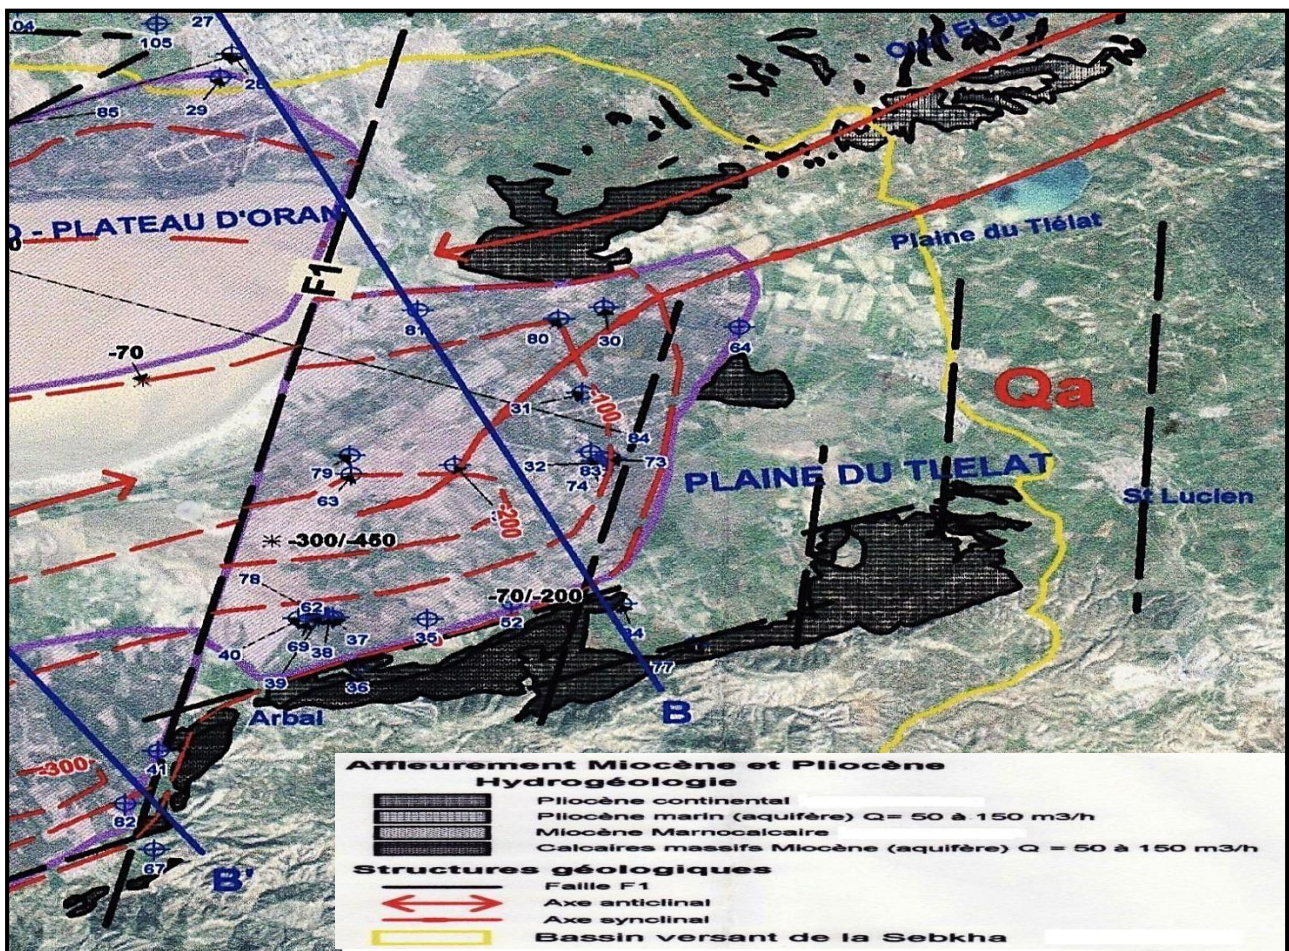 04
27
105
28
29
85
Oum El Gue
- PLATEAU D'ORAN
F1
Plaine du Tlélat
81
80
30
64
-70
31
-100
84
Qa
79
63
32
83
73
74
PLAINE DU TLELAT
-200
St Lucien
-300/-450
78
-70/-200
62
52
40
69
38
37
35
39
36
77
Arbal
B
41
-300
82
67
B'
Affleurement Miocène et Pliocène
Hydrogéologie
Pliocène continental
Pliocène marin (aquifère) Q= 50 à 150 m3/h
Miocène Marnocalcaire
Calcaires massifs Miocène (aquifère) Q = 50 à 150 m3/h
Structures géologiques
Faille F1
Axe anticlinal
Axe synclinal
Bassin versant de la Sebkha